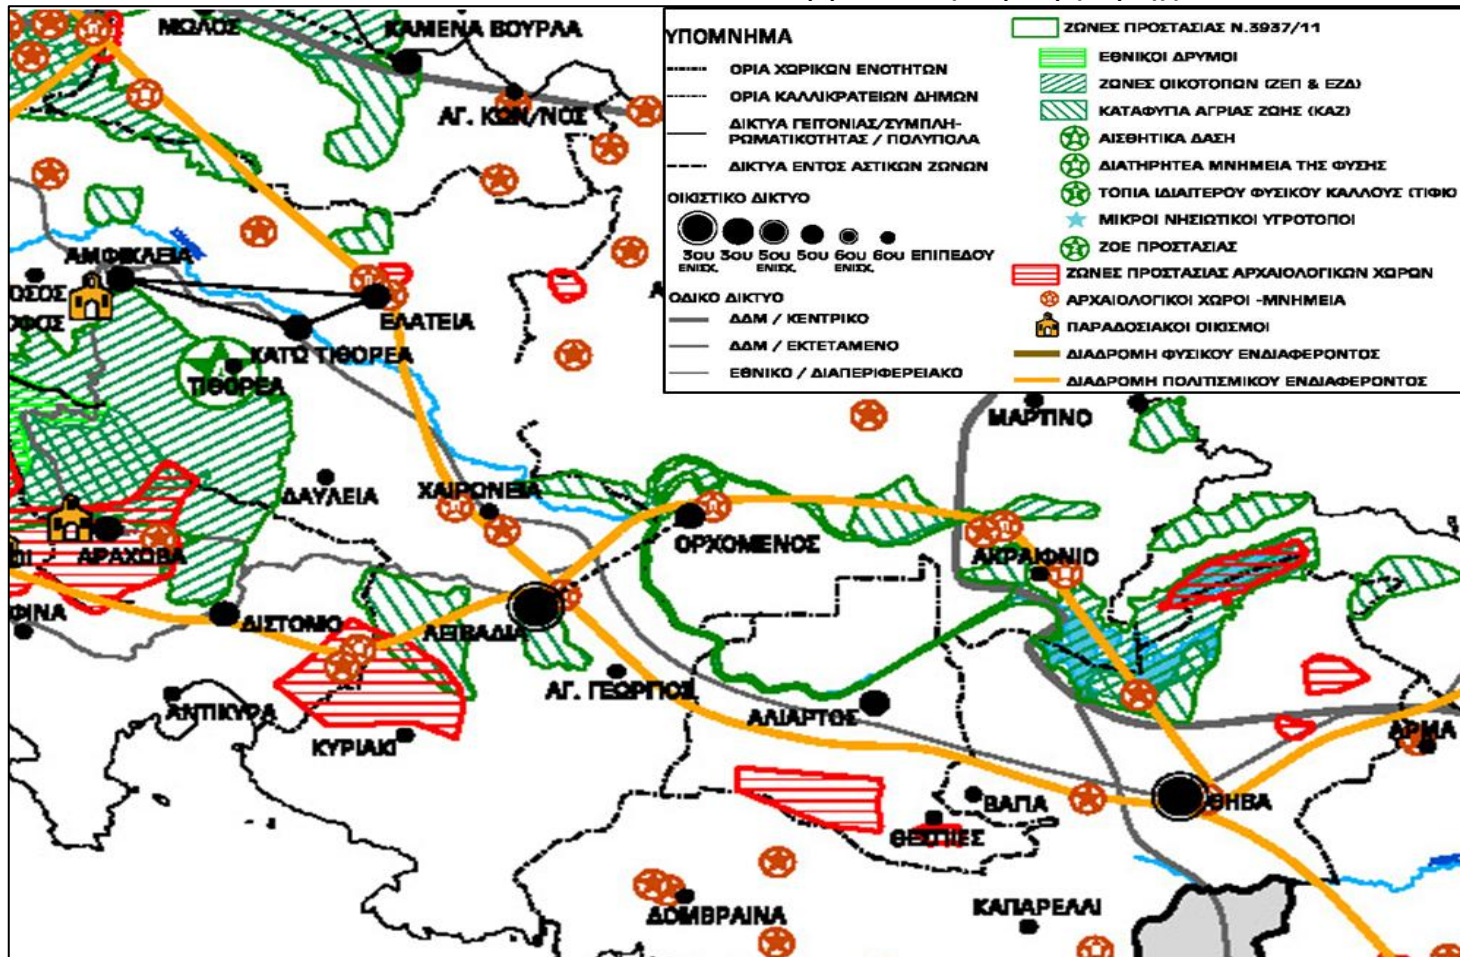 ΜΩΛΟΣ
ΚΑΜΕΝΑ ΒΟΥΡΛΑ
ΑΓ. ΚΩΝ/ΝΟΣ
ΑΜΦΙΚΛΕΙΑ
ΕΛΑΤΕΙΑ
ΚΑΤΩ ΤΙΘΟΡΕΑ
ΤΙΘΟΡΕΑ
ΔΑΥΛΕΙΑ
ΧΑΙΡΩΝΕΙΑ
ΑΡΑΧΩΒΑ
ΟΡΧΟΜΕΝΟΣ
ΜΑΡΤΙΝΟ
ΑΚΡΑΙΦΝΙΟ
ΔΙΣΤΟΜΟ
ΛΕΙΒΑΔΙΑ
ΑΓ. ΓΕΩΡΓΙΟΣ
ΑΝΤΙΚΥΡΑ
ΚΥΡΙΑΚΙ
ΑΛΙΑΡΤΟΣ
ΑΡΜΑ
ΒΑΓΙΑ
ΘΗΒΑ
ΘΕΣΠΙΕΣ
ΔΟΜΒΡΑΙΝΑ
ΚΑΠΑΡΕΛΛΙ
ΥΠΟΜΝΗΜΑ
ΟΡΙΑ ΧΩΡΙΚΩΝ ΕΝΟΤΗΤΩΝ
ΟΡΙΑ ΚΑΛΛΙΚΡΑΤΕΙΩΝ ΔΗΜΩΝ
ΔΙΚΤΥΑ ΓΕΙΤΟΝΙΑΣ/ΣΥΜΠΛΗ-
ΡΩΜΑΤΙΚΟΤΗΤΑΣ / ΠΟΛΥΠΟΛΑ
ΔΙΚΤΥΑ ΕΝΤΟΣ ΑΣΤΙΚΩΝ ΖΩΝΩΝ
ΟΙΚΙΣΤΙΚΟ ΔΙΚΤΥΟ
3ου 3ου 5ου 5ου 6ου 6ου ΕΠΙΠΕΔΟΥ
ΕΝΙΣΧ. ΕΝΙΣΧ. ΕΝΙΣΧ.
ΟΔΙΚΟ ΔΙΚΤΥΟ
ΔΔΜ / ΚΕΝΤΡΙΚΟ
ΔΔΜ / ΕΚΤΕΤΑΜΕΝΟ
ΕΘΝΙΚΟ / ΔΙΑΠΕΡΙΦΕΡΕΙΑΚΟ
ΖΩΝΕΣ ΠΡΟΣΤΑΣΙΑΣ Ν.3937/11
ΕΘΝΙΚΟΙ ΔΡΥΜΟΙ
ΖΩΝΕΣ ΟΙΚΟΤΟΠΩΝ (ΖΕΠ & ΕΖΔ)
ΚΑΤΑΦΥΓΙΑ ΑΓΡΙΑΣ ΖΩΗΣ (ΚΑΖ)
ΑΙΣΘΗΤΙΚΑ ΔΑΣΗ
ΔΙΑΤΗΡΗΤΕΑ ΜΝΗΜΕΙΑ ΤΗΣ ΦΥΣΗΣ
ΤΟΠΙΑ ΙΔΙΑΙΤΕΡΟΥ ΦΥΣΙΚΟΥ ΚΑΛΛΟΥΣ (ΤΙΦΚ)
ΜΙΚΡΟΙ ΝΗΣΙΩΤΙΚΟΙ ΥΓΡΟΤΟΠΟΙ
ΖΟΕ ΠΡΟΣΤΑΣΙΑΣ
ΖΩΝΕΣ ΠΡΟΣΤΑΣΙΑΣ ΑΡΧΑΙΟΛΟΓΙΚΩΝ ΧΩΡΩΝ
ΑΡΧΑΙΟΛΟΓΙΚΟΙ ΧΩΡΟΙ -ΜΝΗΜΕΙΑ
ΠΑΡΑΔΟΣΙΑΚΟΙ ΟΙΚΙΣΜΟΙ
ΔΙΑΔΡΟΜΗ ΦΥΣΙΚΟΥ ΕΝΔΙΑΦΕΡΟΝΤΟΣ
ΔΙΑΔΡΟΜΗ ΠΟΛΙΤΙΣΜΙΚΟΥ ΕΝΔΙΑΦΕΡΟΝΤΟΣ